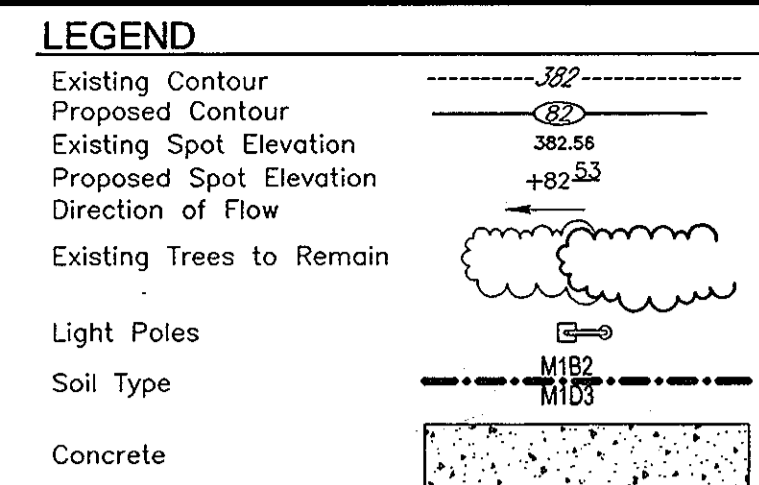 LEGEND
Existing Contour 382
Proposed Contour 82
Existing Spot Elevation 382.56
Proposed Spot Elevation +82 53
Direction of Flow
Existing Trees to Remain
Light Poles
Soil Type M1B2
M1D3
Concrete